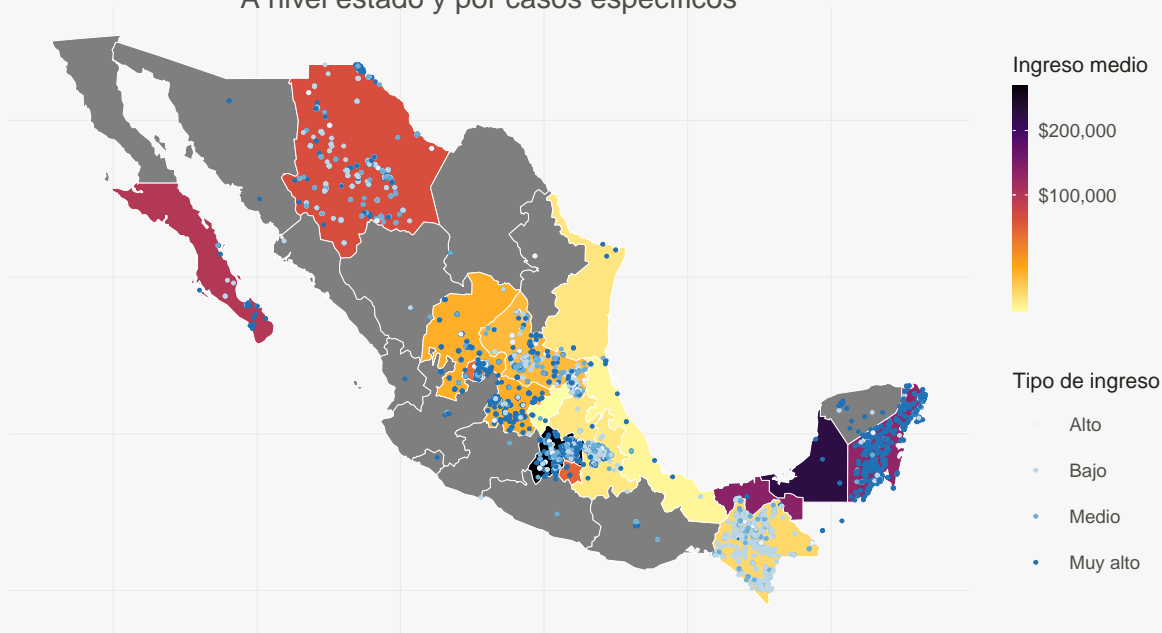 A nivel estado y por casos específicos
Ingreso medio
$200,000
$100,000
Tipo de ingreso
Alto
Bajo
Medio
Muy alto